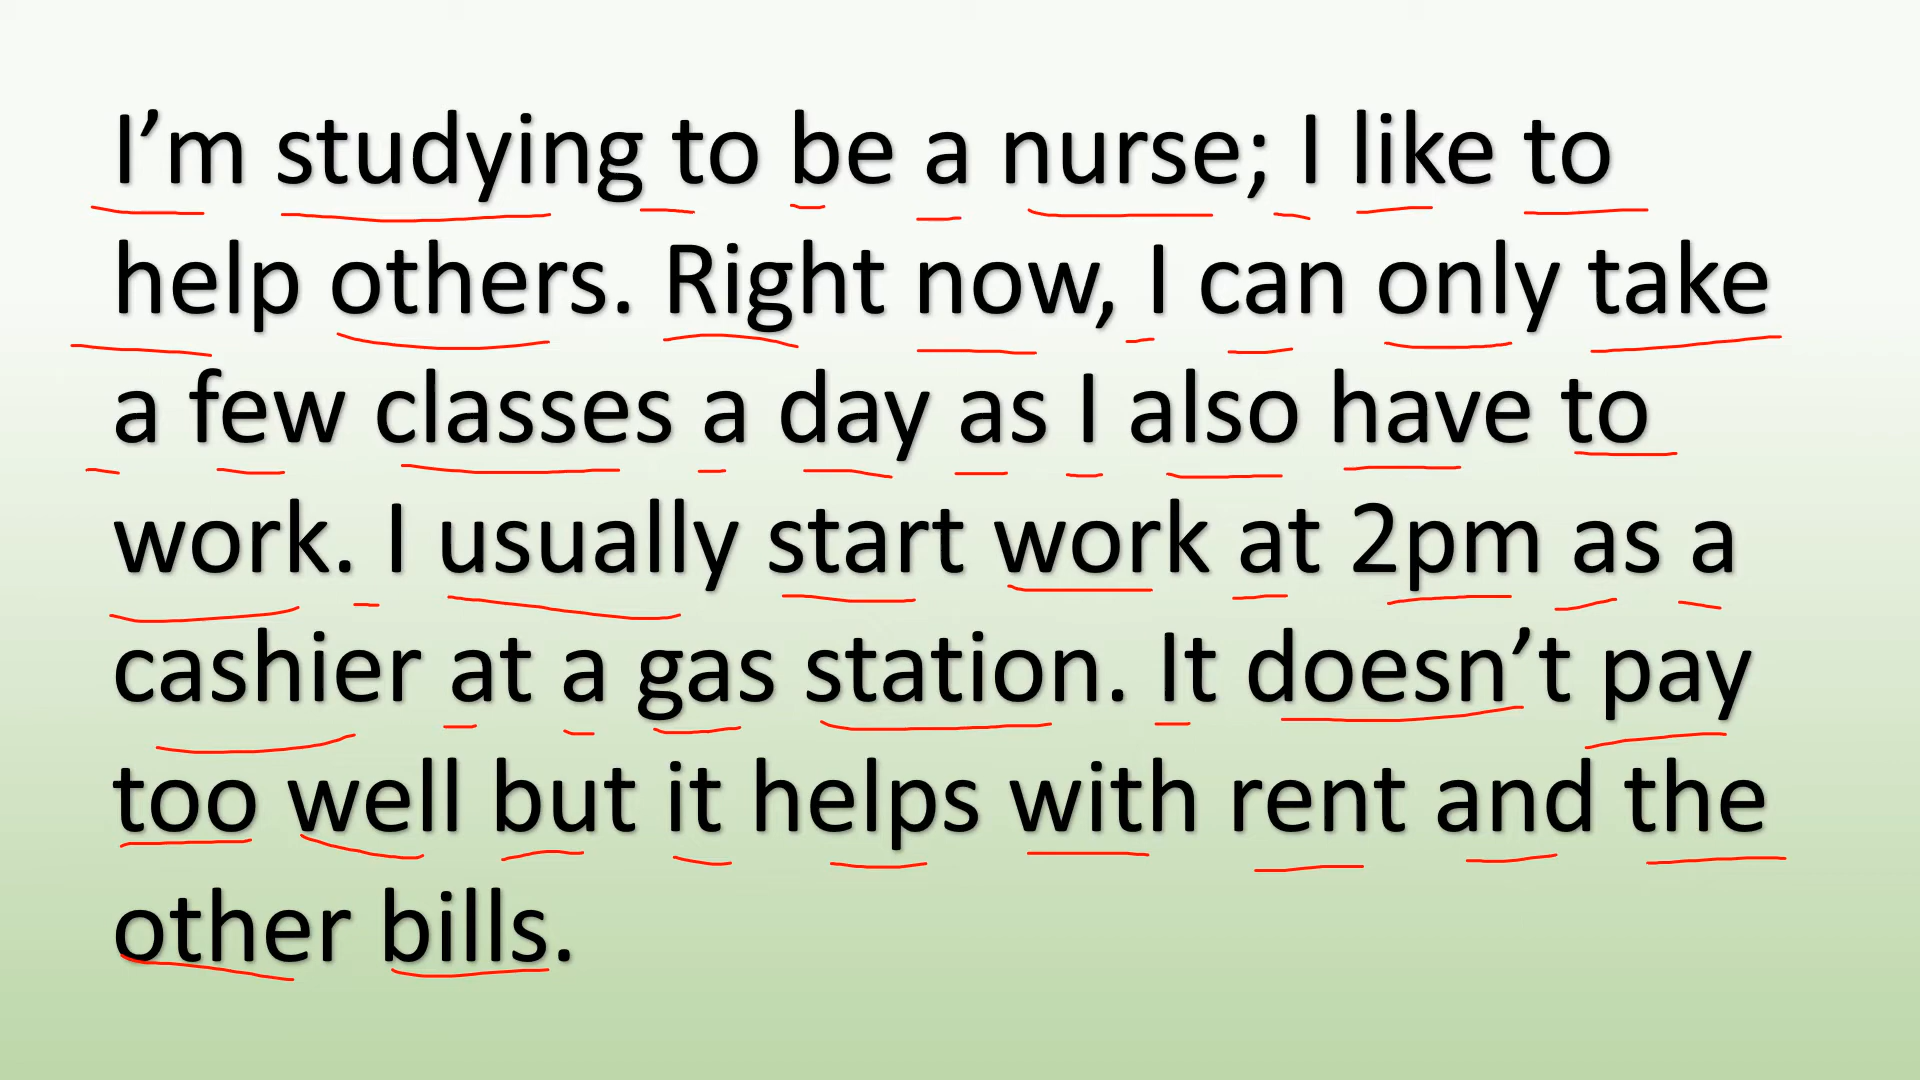 I’m studying to be a nurse; I like to
help others. Right now, I can only take
a few classes a day as I also have to
work. I usually start work at 2pm as a
cashier at a gas station. It doesn’t pay
too well but it helps with rent and the
other bills.